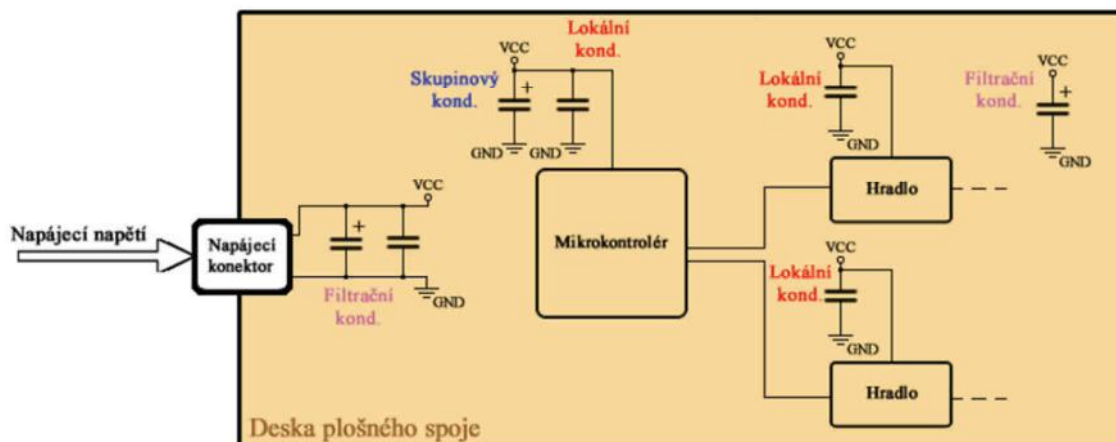 Napájecí napětí
Napájecí
konektor
VCC
+
Filtrační
kond.
GND
Skupinový
kond.
VCC
+
Lokální
kond.
GND
GND
Mikrokontrolér
Lokální
kond.
VCC
GND
Hradlo
Filtrační
kond.
VCC
+
GND
Lokální
kond.
VCC
GND
Hradlo
Deska plošného spoje